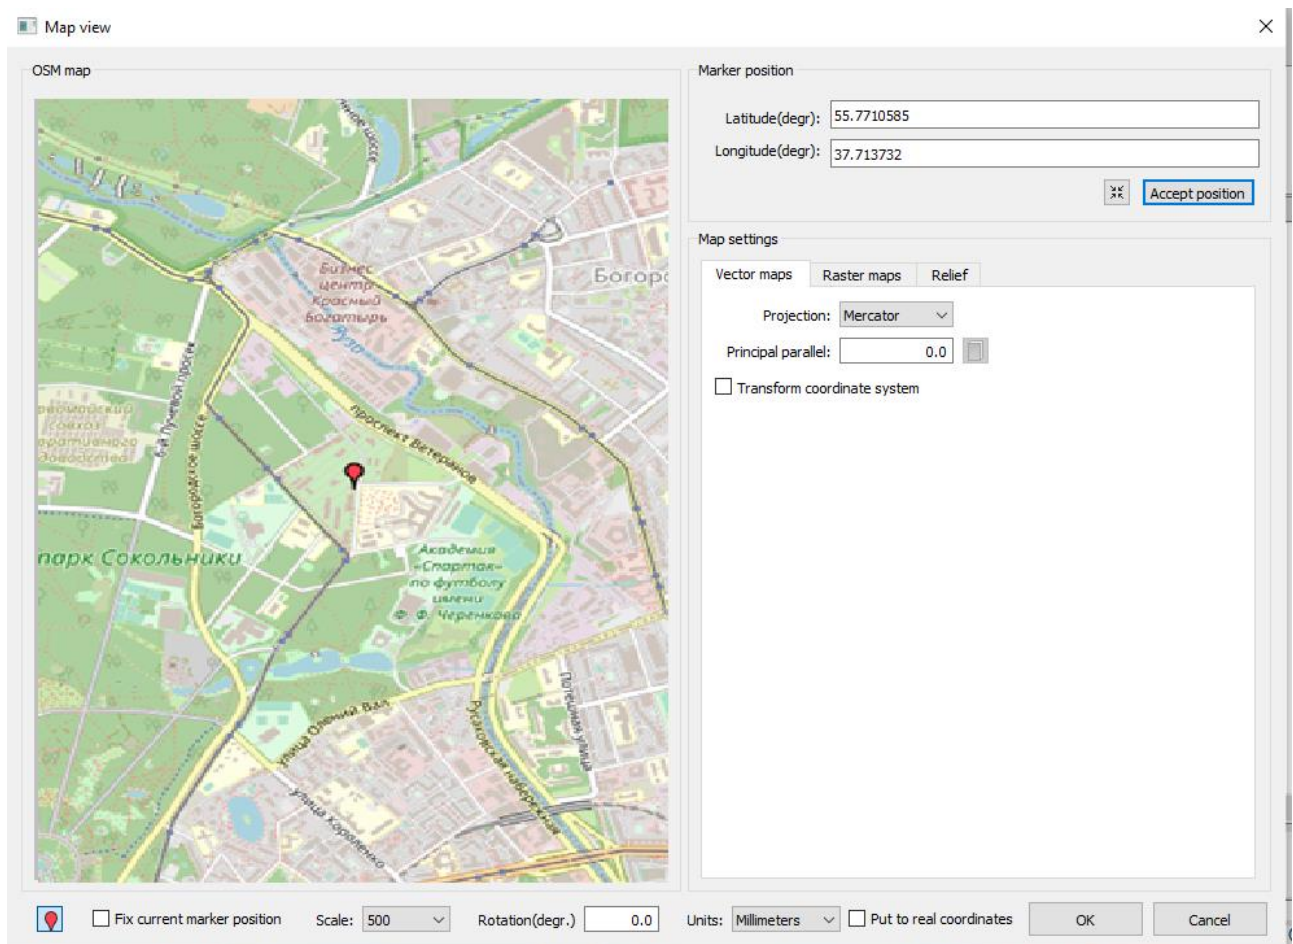 Map view
OSM map
Бизнес
центр
Красный
Богатырь
Богоро
Яуза
6-й Лучевой просек
Богородское шоссе
проспект Ветеранов
парк Сокольники
Академия
«Спартак»
по футболу
имени
Ф. Ф. Черенкова
улица Олений Вал
улица Короленко
Русаковская набережная
Потешная улица
Marker position
Latitude(degr): 55.7710585
Longitude(degr): 37.713732
Accept position
Map settings
Vector maps Raster maps Relief
Projection: Mercator
Principal parallel: 0.0
Transform coordinate system
Fix current marker position Scale: 500 Rotation(degr.) 0.0 Units: Millimeters Put to real coordinates OK Cancel